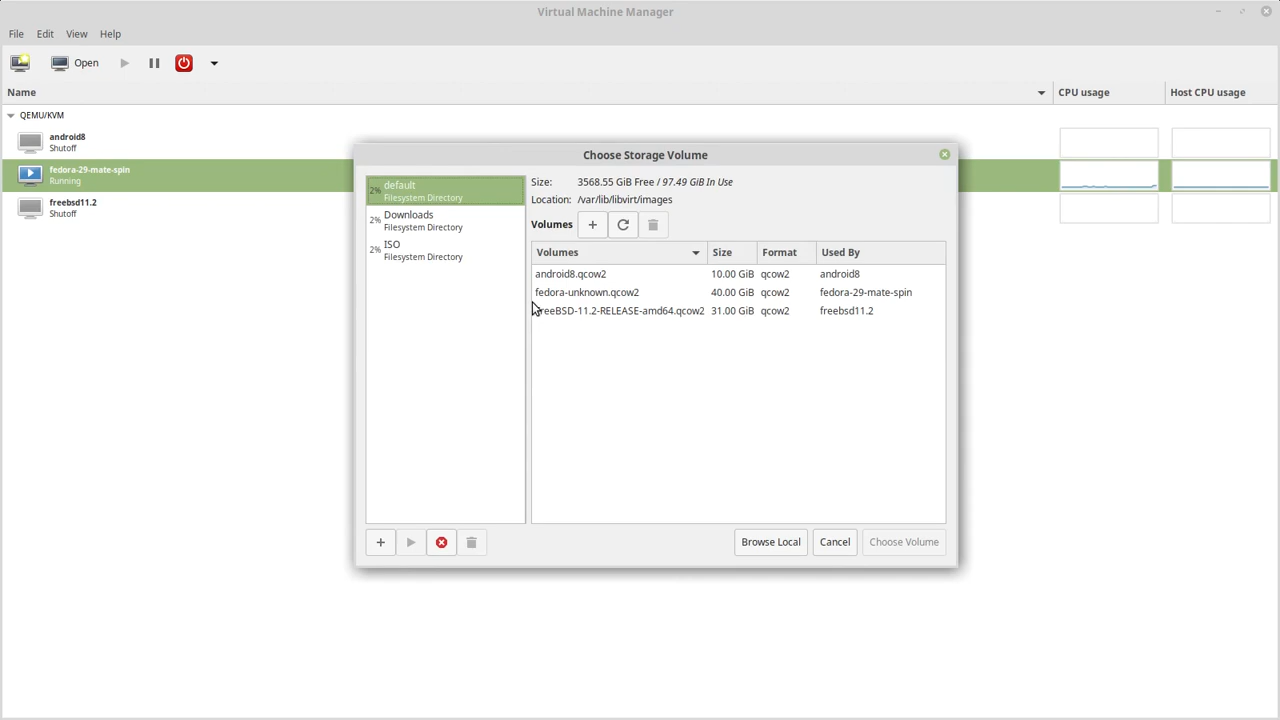 Virtual Machine Manager
File Edit View Help
Open
Name CPU usage Host CPU usage
QEMU/KVM
android8
Shutoff
fedora-29-mate-spin
Running
freebsd11.2
Shutoff
Choose Storage Volume
2% default
Filesystem Directory
2% Downloads
Filesystem Directory
2% ISO
Filesystem Directory
Size: 3568.55 GiB Free / 97.49 GiB In Use
Location: /var/lib/libvirt/images
Volumes
Volumes Size Format Used By
android8.qcow2 10.00 GiB qcow2 android8
fedora-unknown.qcow2 40.00 GiB qcow2 fedora-29-mate-spin
freeBSD-11.2-RELEASE-amd64.qcow2 31.00 GiB qcow2 freebsd11.2
Browse Local Cancel Choose Volume